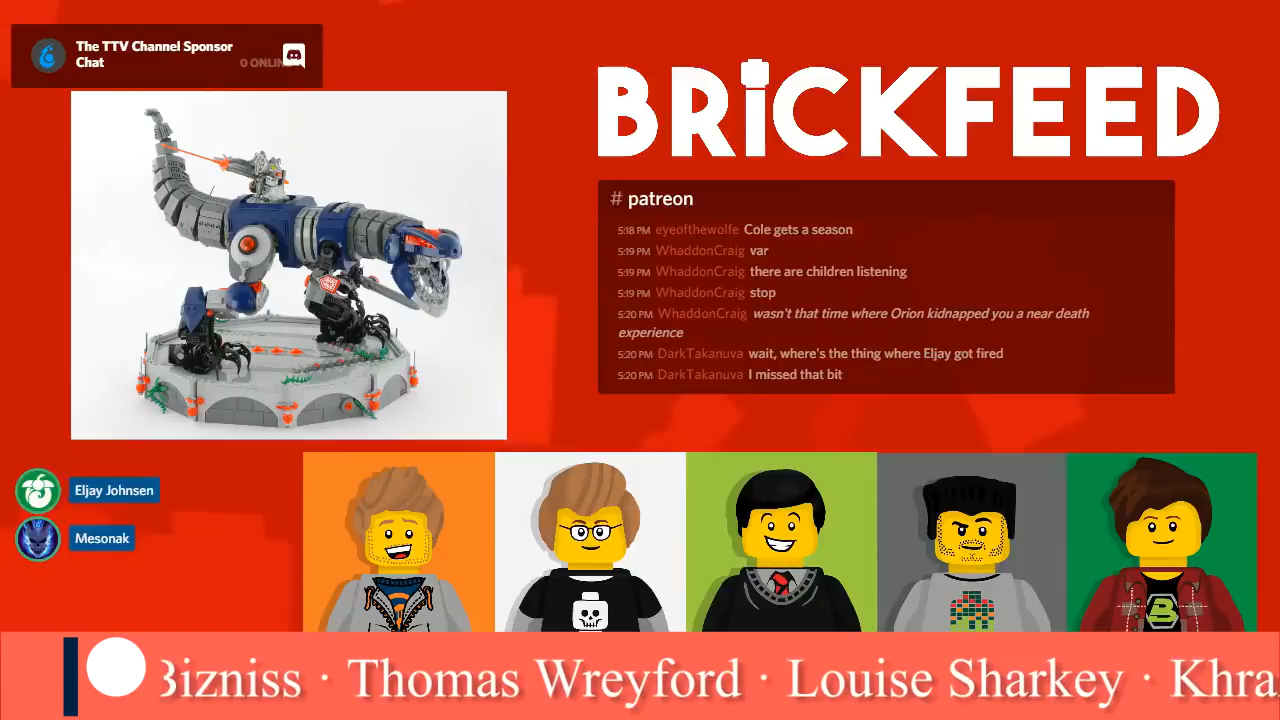 The TTV Channel Sponsor
Chat
BRICKFEED
# patreon
5:18 PM eyeofthewolfe Cole gets a season
5:19 PM WhaddonCraig var
5:19 PM WhaddonCraig there are children listening
5:19 PM WhaddonCraig stop
5:20 PM WhaddonCraig wasn't that time where Orion kidnapped you a near death
experience
5:20 PM DarkTakanuva wait, where's the thing where Eljay got fired
5:20 PM DarkTakanuva I missed that bit
Eljay Johnsen
Mesonak
Bizniss · Thomas Wreyford · Louise Sharkey ·